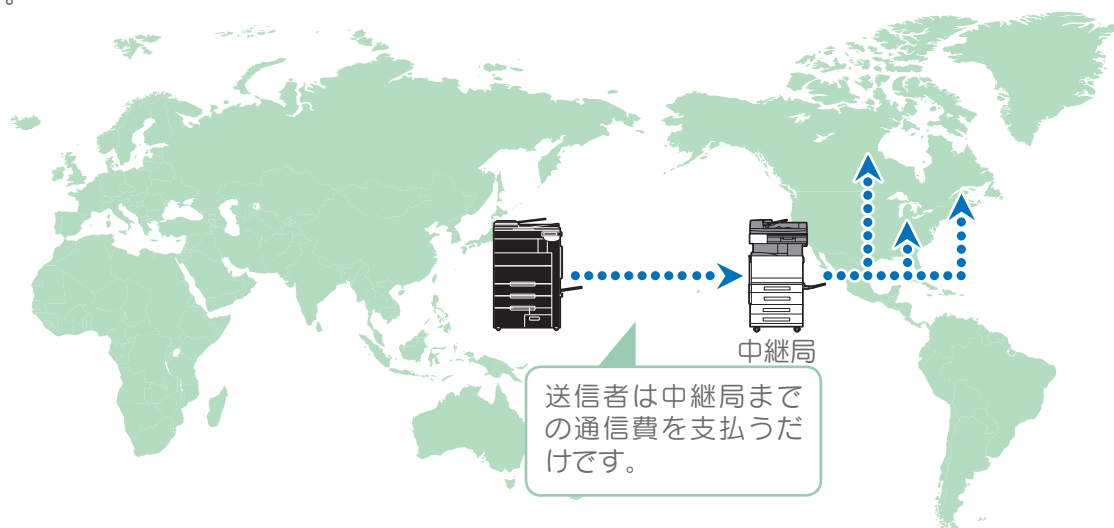 。
中継局
送信者は中継局まで
の通信費を支払うだ
けです。